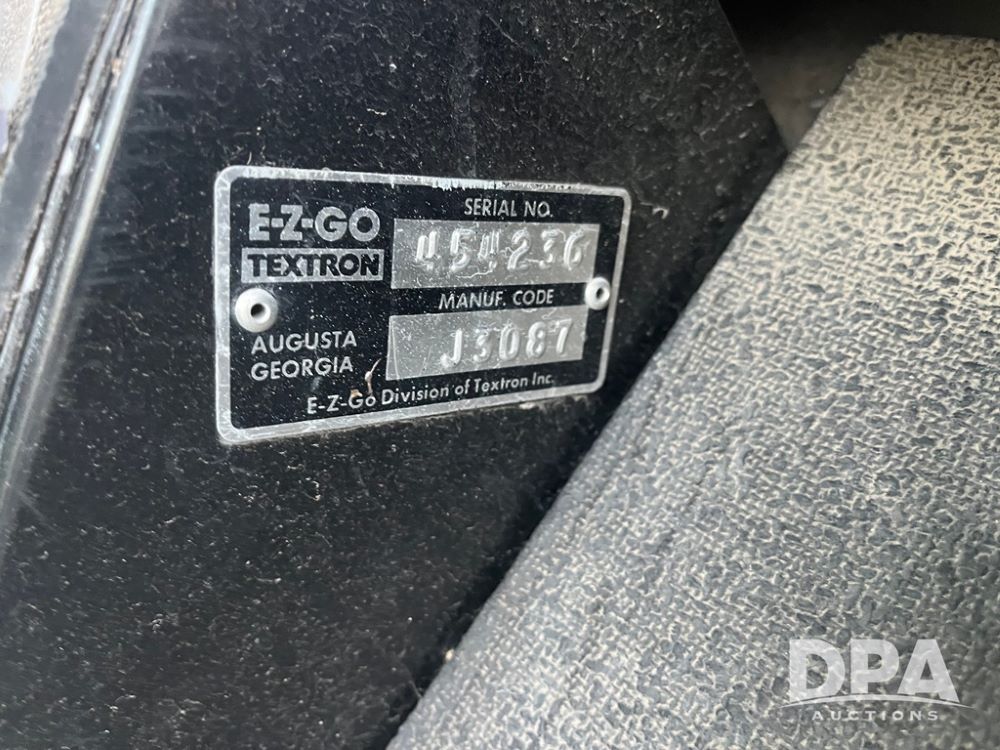 E-Z-GO
TEXTRON
SERIAL NO.
454236
MANUF. CODE
J3087
AUGUSTA
GEORGIA
E-Z-Go Division of Textron Inc.
DPA
AUCTIONS